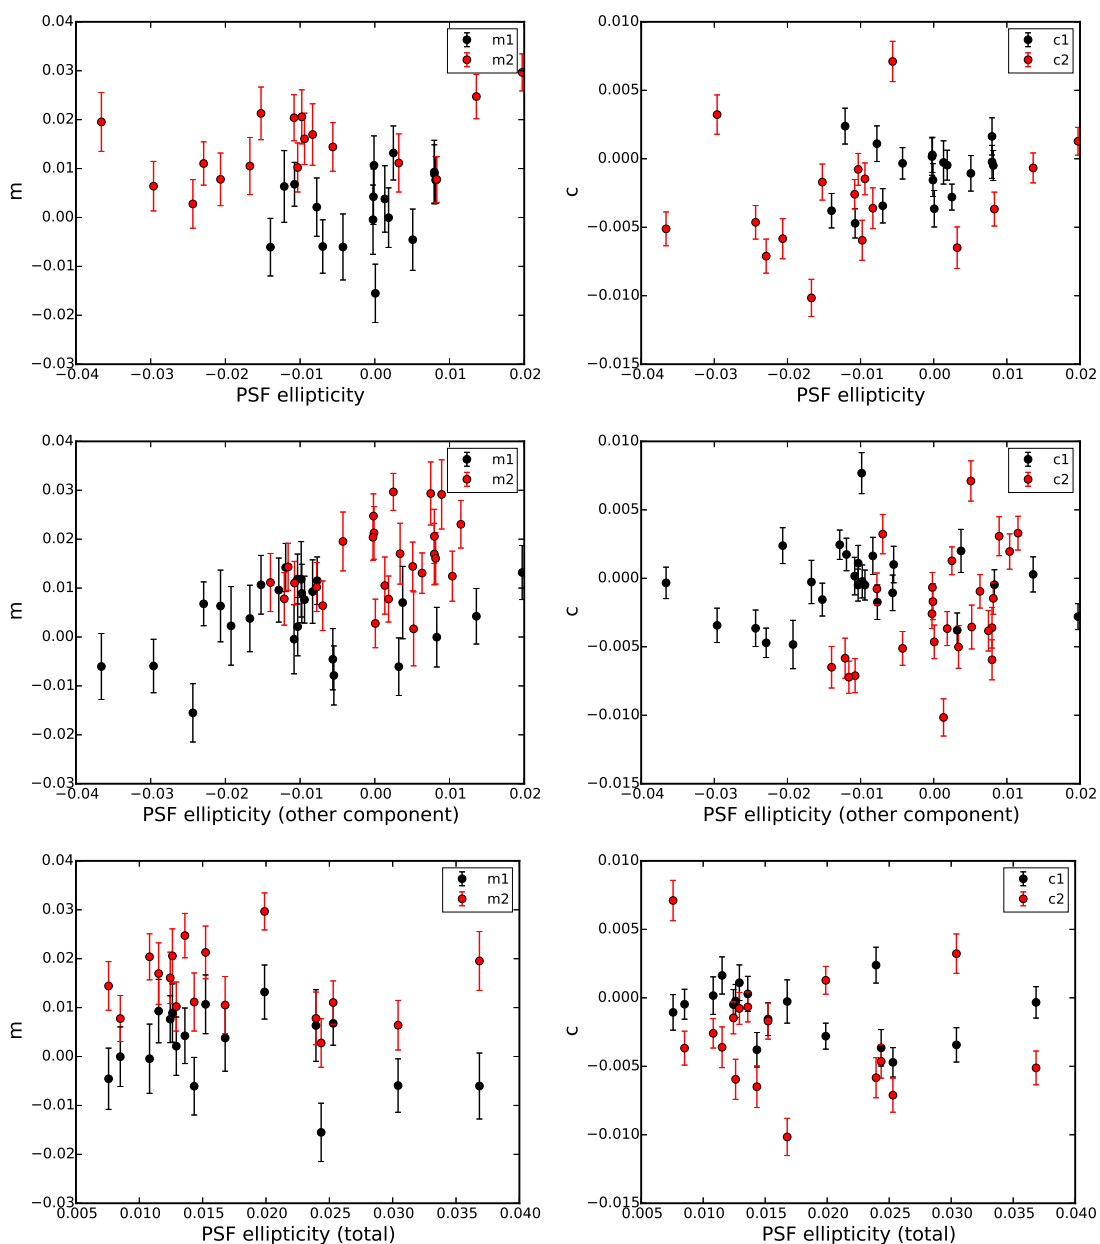 0.04
0.03
0.02
0.01
0.00
−0.01
−0.02
−0.03
m
m1
m2
−0.04 −0.03 −0.02 −0.01 0.00 0.01 0.02
PSF ellipticity
0.010
0.005
0.000
−0.005
−0.010
−0.015
c
c1
c2
−0.04 −0.03 −0.02 −0.01 0.00 0.01 0.02
PSF ellipticity
0.04
0.03
0.02
0.01
0.00
−0.01
−0.02
−0.03
m
m1
m2
−0.04 −0.03 −0.02 −0.01 0.00 0.01 0.02
PSF ellipticity (other component)
0.010
0.005
0.000
−0.005
−0.010
−0.015
c
c1
c2
−0.04 −0.03 −0.02 −0.01 0.00 0.01 0.02
PSF ellipticity (other component)
0.04
0.03
0.02
0.01
0.00
−0.01
−0.02
−0.03
m
m1
m2
0.005 0.010 0.015 0.020 0.025 0.030 0.035 0.040
PSF ellipticity (total)
0.010
0.005
0.000
−0.005
−0.010
−0.015
c
c1
c2
0.005 0.010 0.015 0.020 0.025 0.030 0.035 0.040
PSF ellipticity (total)